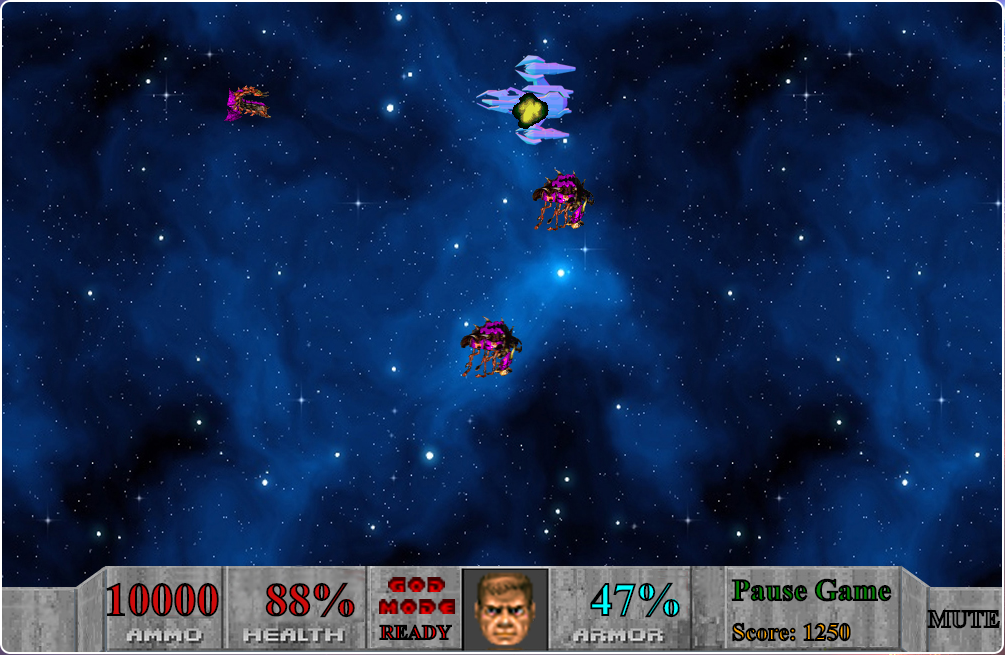 10000
AMMO
88%
HEALTH
GOD
MODE
READY
47%
ARMOR
Pause Game
Score: 1250
MUTE